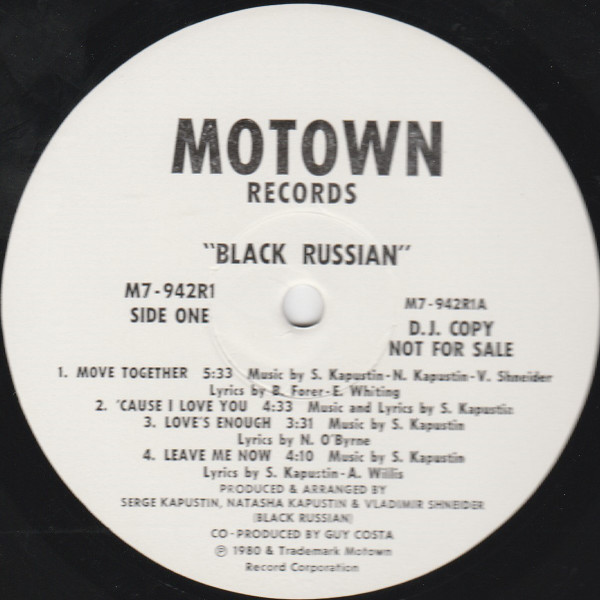 MOTOWN
RECORDS
"BLACK RUSSIAN"
M7-942R1
SIDE ONE
M7-942R1A
D.J. COPY
NOT FOR SALE
1. MOVE TOGETHER 5:33 Music by S. Kapustin-N. Kapustin-V. Shneider
Lyrics by B. Forer-E. Whiting
2. 'CAUSE I LOVE YOU 4:33 Music and Lyrics by S. Kapustin
3. LOVE'S ENOUGH 3:31 Music by S. Kapustin
Lyrics by N. O'Byrne
4. LEAVE ME NOW 4:10 Music by S. Kapustin
Lyrics by S. Kapustin-A. Willis
PRODUCED & ARRANGED BY
SERGE KAPUSTIN, NATASHA KAPUSTIN & VLADIMIR SHNEIDER
(BLACK RUSSIAN)
CO-PRODUCED BY GUY COSTA
℗ 1980 & Trademark Motown
Record Corporation